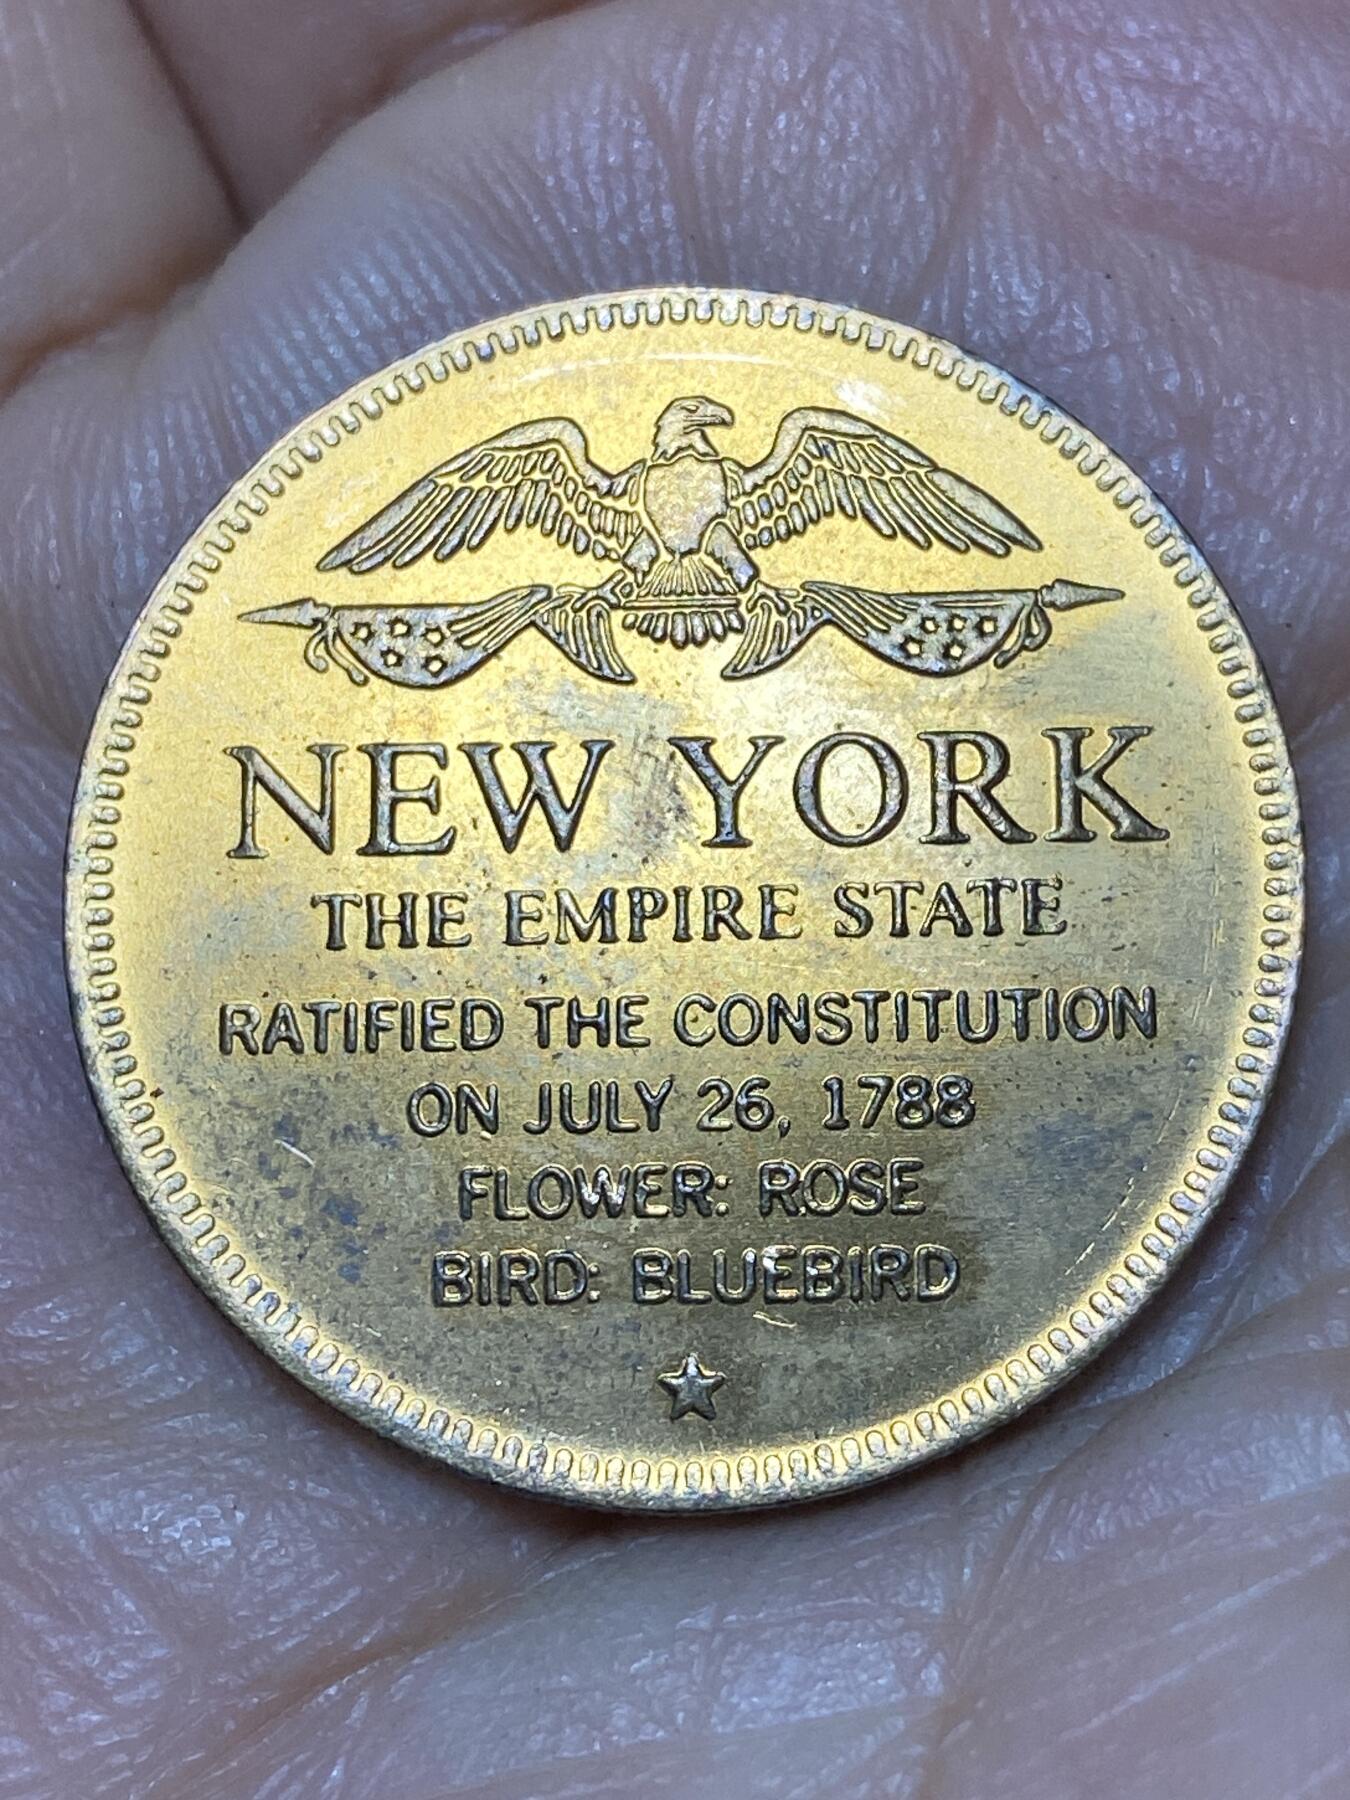 NEW YORK
THE EMPIRE STATE
RATIFIED THE CONSTITUTION
ON JULY 26, 1788
FLOWER: ROSE
BIRD: BLUEBIRD